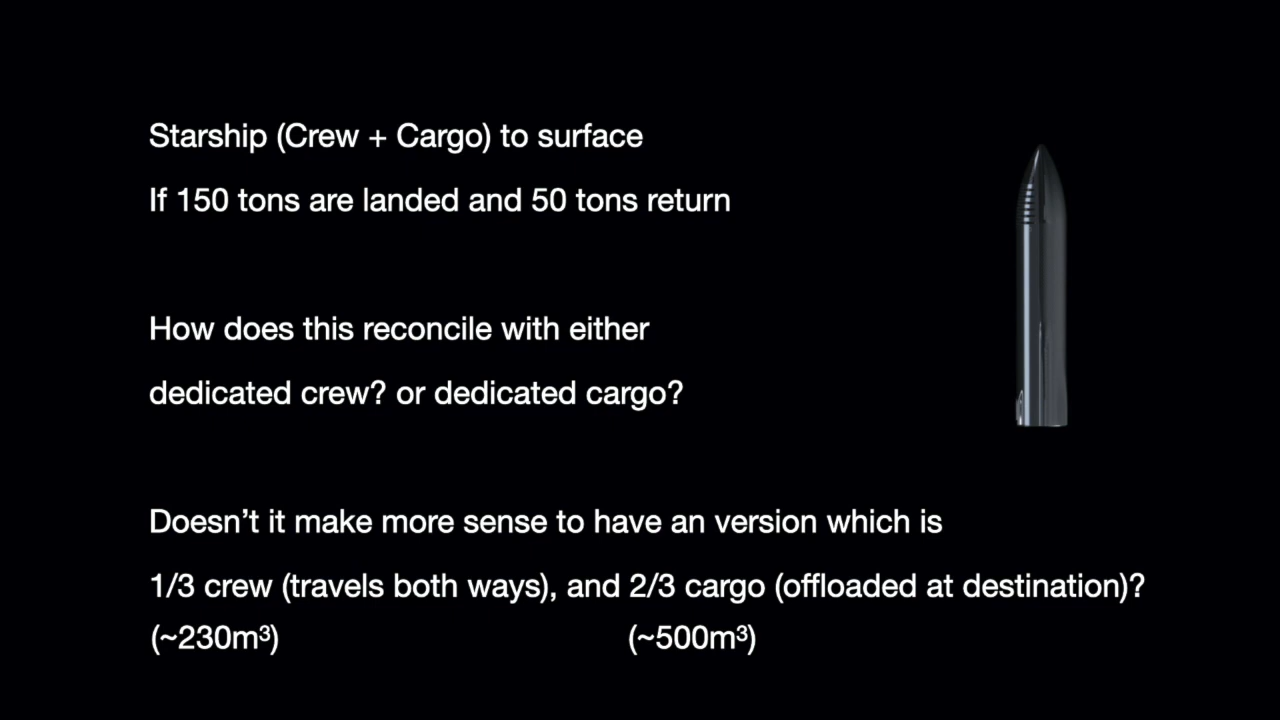 Starship (Crew + Cargo) to surface
If 150 tons are landed and 50 tons return
How does this reconcile with either
dedicated crew? or dedicated cargo?
Doesn’t it make more sense to have an version which is
1/3 crew (travels both ways), and 2/3 cargo (offloaded at destination)?
(~230m³) (~500m³)